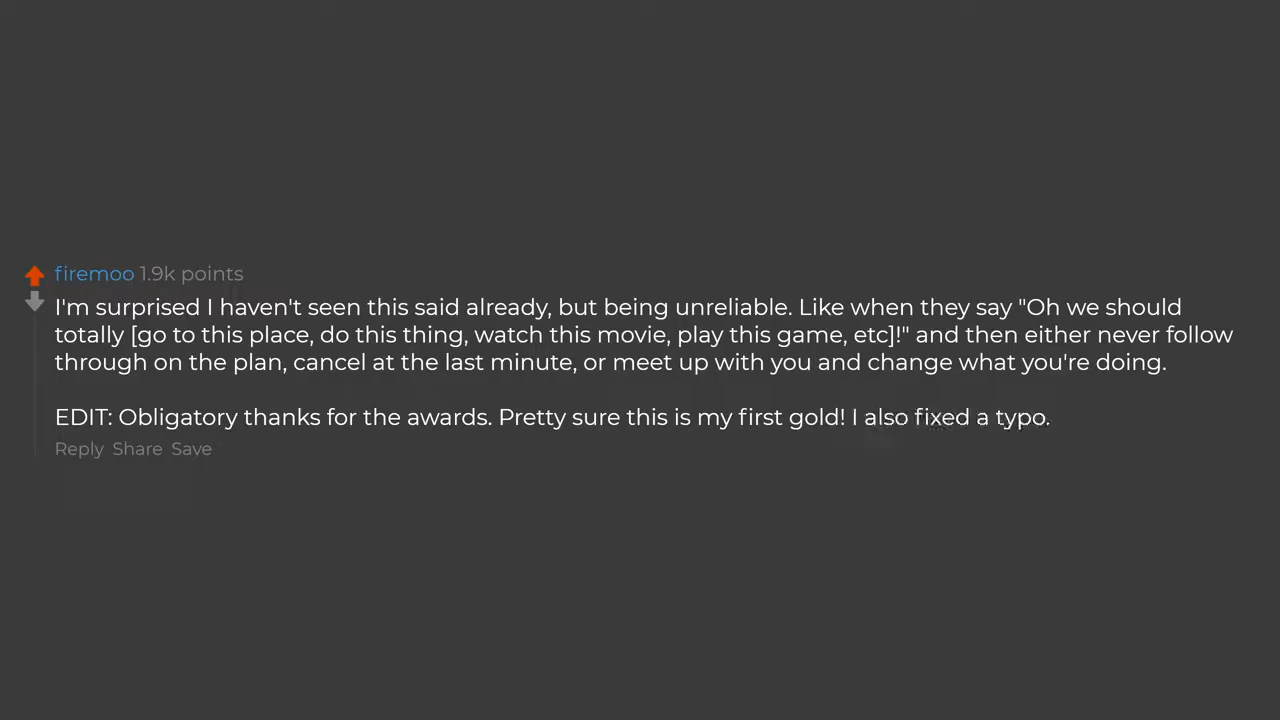 firemoo 1.9k points
I'm surprised I haven't seen this said already, but being unreliable. Like when they say "Oh we should
totally [go to this place, do this thing, watch this movie, play this game, etc]!" and then either never follow
through on the plan, cancel at the last minute, or meet up with you and change what you're doing.
EDIT: Obligatory thanks for the awards. Pretty sure this is my first gold! I also fixed a typo.
Reply Share Save